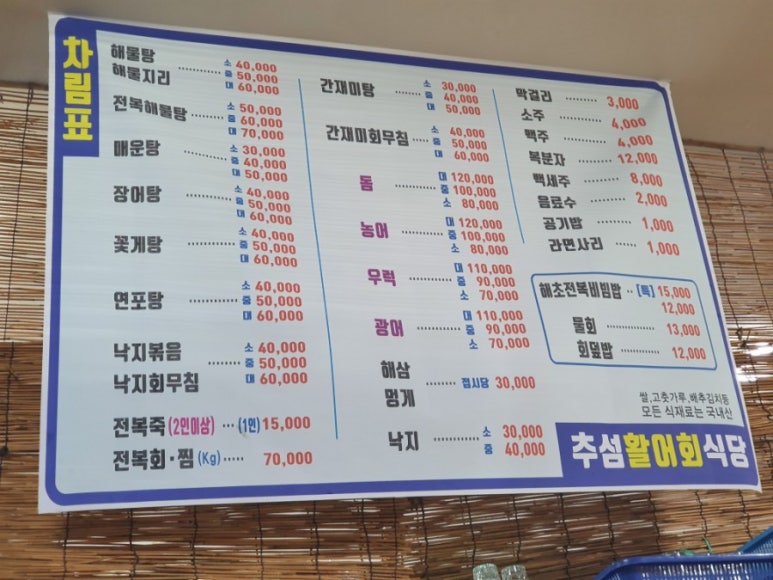 차림표
해물탕
해물지리
소 40,000
중 50,000
대 60,000
전복해물탕
소 50,000
중 60,000
대 70,000
매운탕
소 30,000
중 40,000
대 50,000
장어탕
소 40,000
중 50,000
대 60,000
꽃게탕
소 40,000
중 50,000
대 60,000
연포탕
소 40,000
중 50,000
대 60,000
낙지볶음
낙지회무침
소 40,000
중 50,000
대 60,000
전복죽(2인이상) ··· (1인) 15,000
전복회·찜(Kg) ····· 70,000
간재미탕
소 30,000
중 40,000
대 50,000
간재미회무침
소 40,000
중 50,000
대 60,000
돔
대 120,000
중 100,000
소 80,000
농어
대 120,000
중 100,000
소 80,000
우럭
대 110,000
중 90,000
소 70,000
광어
대 110,000
중 90,000
소 70,000
해삼
멍게
접시당 30,000
낙지
소 30,000
중 40,000
막걸리 ········ 3,000
소주 ········ 4,000
맥주 ········ 4,000
복분자 ········ 12,000
백세주 ········ 8,000
음료수 ········ 2,000
공기밥 ········ 1,000
라면사리 ········ 1,000
해초전복비빔밥 ·· [특] 15,000
12,000
물회 ········ 13,000
회덮밥 ········ 12,000
쌀,고춧가루,배추김치등
모든 식재료는 국내산
추섬활어회식당